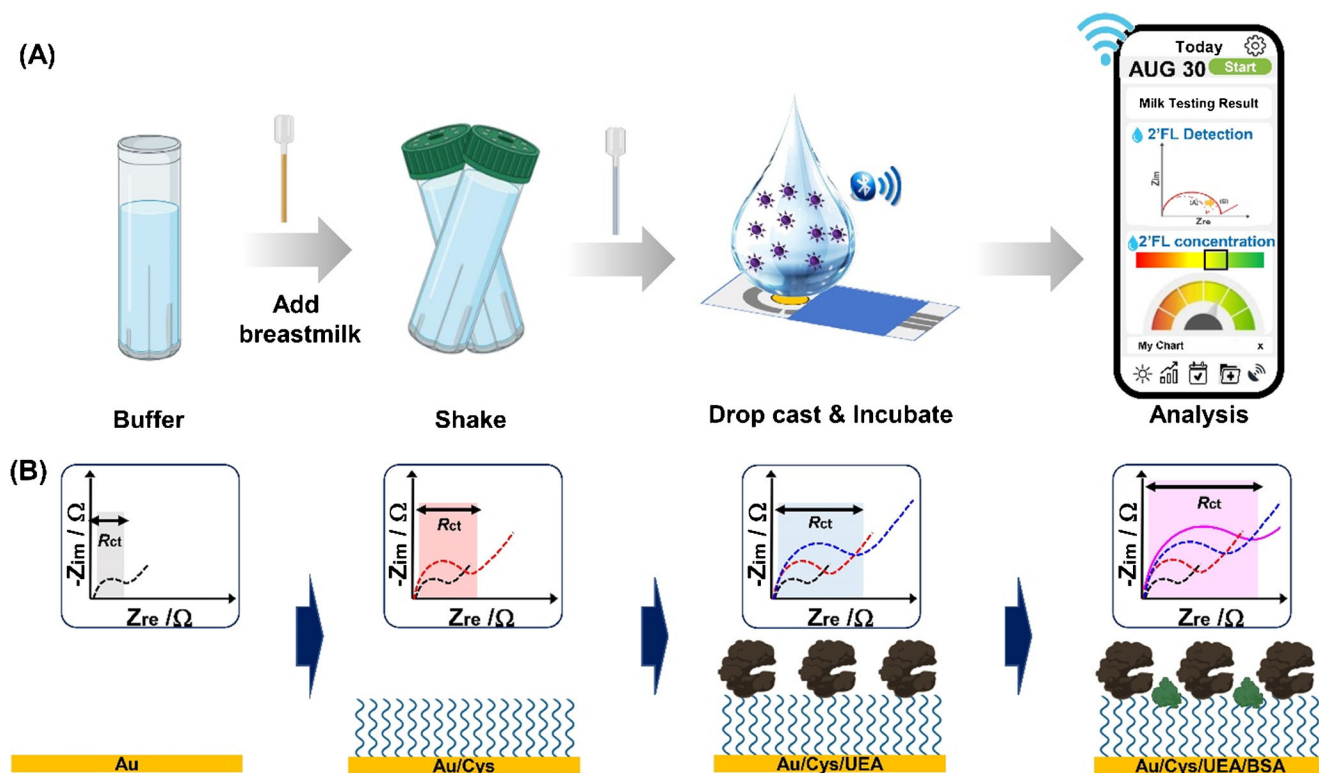 (A)
Add
breastmilk
Buffer
Shake
Drop cast & Incubate
Today
AUG 30
Start
Milk Testing Result
2'FL Detection
Zim
(A)
(B)
Zre
2'FL concentration
My Chart
x
Analysis
(B)
-Zim / Ω
Rct
Zre /Ω
Au
-Zim / Ω
Rct
Zre /Ω
Au/Cys
-Zim / Ω
Rct
Zre /Ω
Au/Cys/UEA
-Zim / Ω
Rct
Zre /Ω
Au/Cys/UEA/BSA